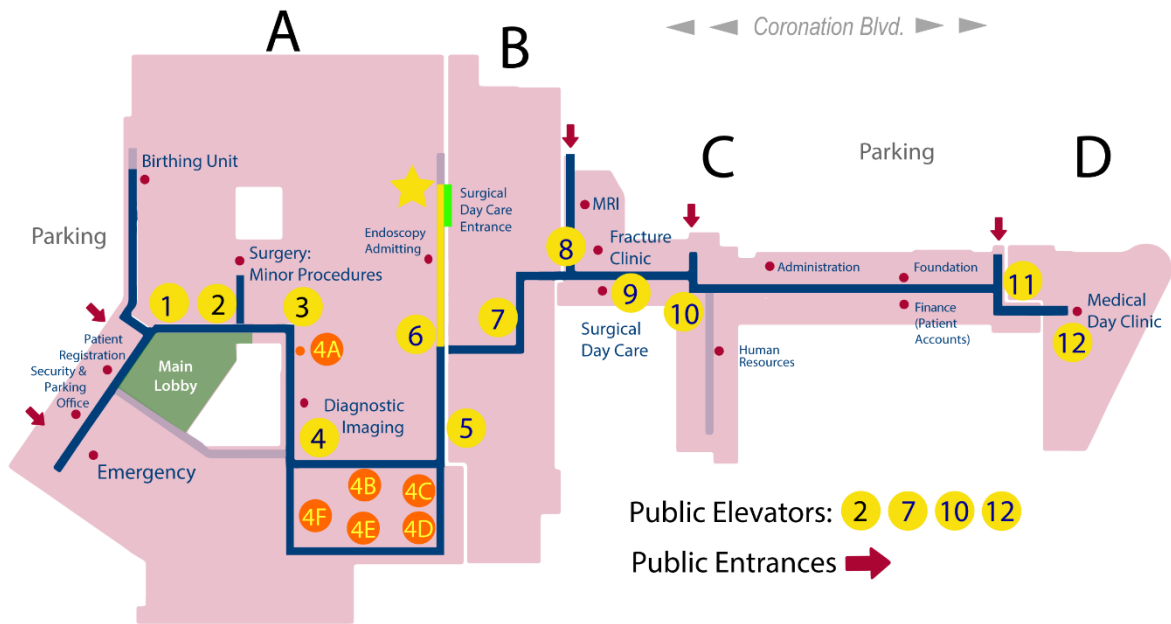 A
B
Coronation Blvd.
C
Parking
D
Birthing Unit
Parking
Surgical
Day Care
Entrance
Endoscopy
Admitting
Surgery:
Minor Procedures
MRI
Fracture
Clinic
8
Administration
Foundation
1
2
3
6
7
9
10
11
Surgical
Day Care
Finance (Patient
Accounts)
Medical
Day Clinic
12
Patient
Registration
Security &
Parking
Office
Main
Lobby
4A
Human
Resources
Diagnostic
Imaging
4
5
Emergency
4B
4C
4F
4E
4D
Public Elevators: 2 7 10 12
Public Entrances